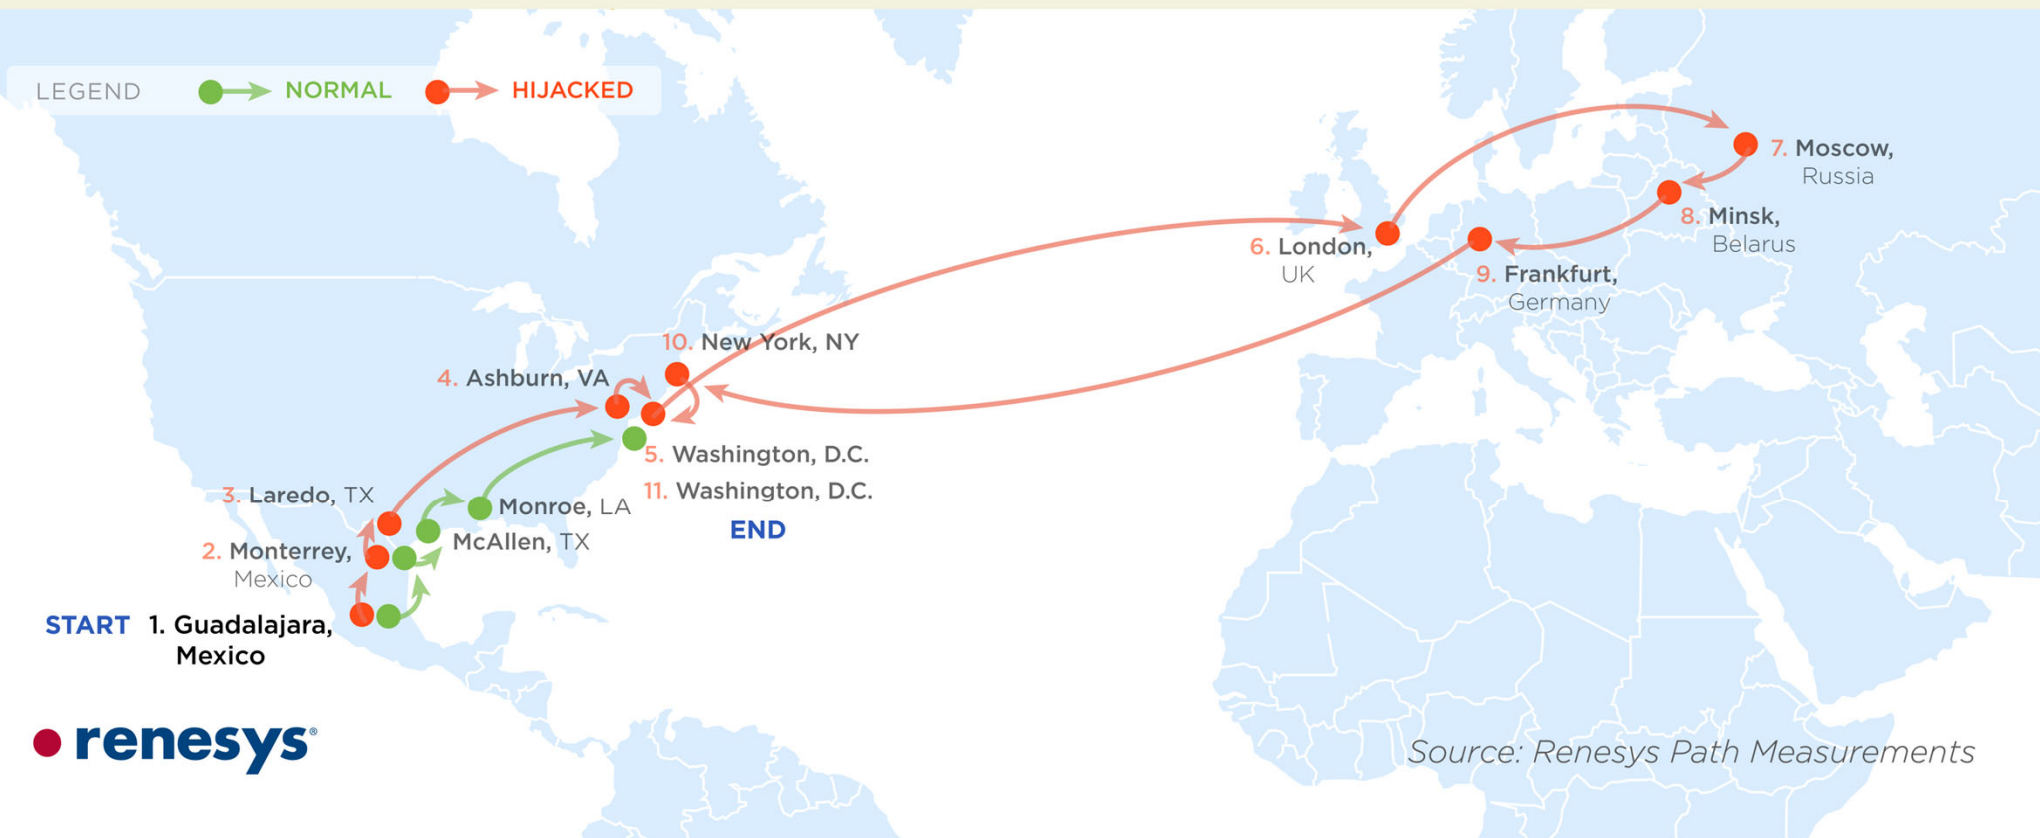 LEGEND NORMAL HIJACKED
7. Moscow,
Russia
8. Minsk,
Belarus
6. London,
UK
9. Frankfurt,
Germany
10. New York, NY
4. Ashburn, VA
5. Washington, D.C.
11. Washington, D.C.
END
3. Laredo, TX
Monroe, LA
McAllen, TX
2. Monterrey,
Mexico
START 1. Guadalajara,
Mexico
renesys®
Source: Renesys Path Measurements